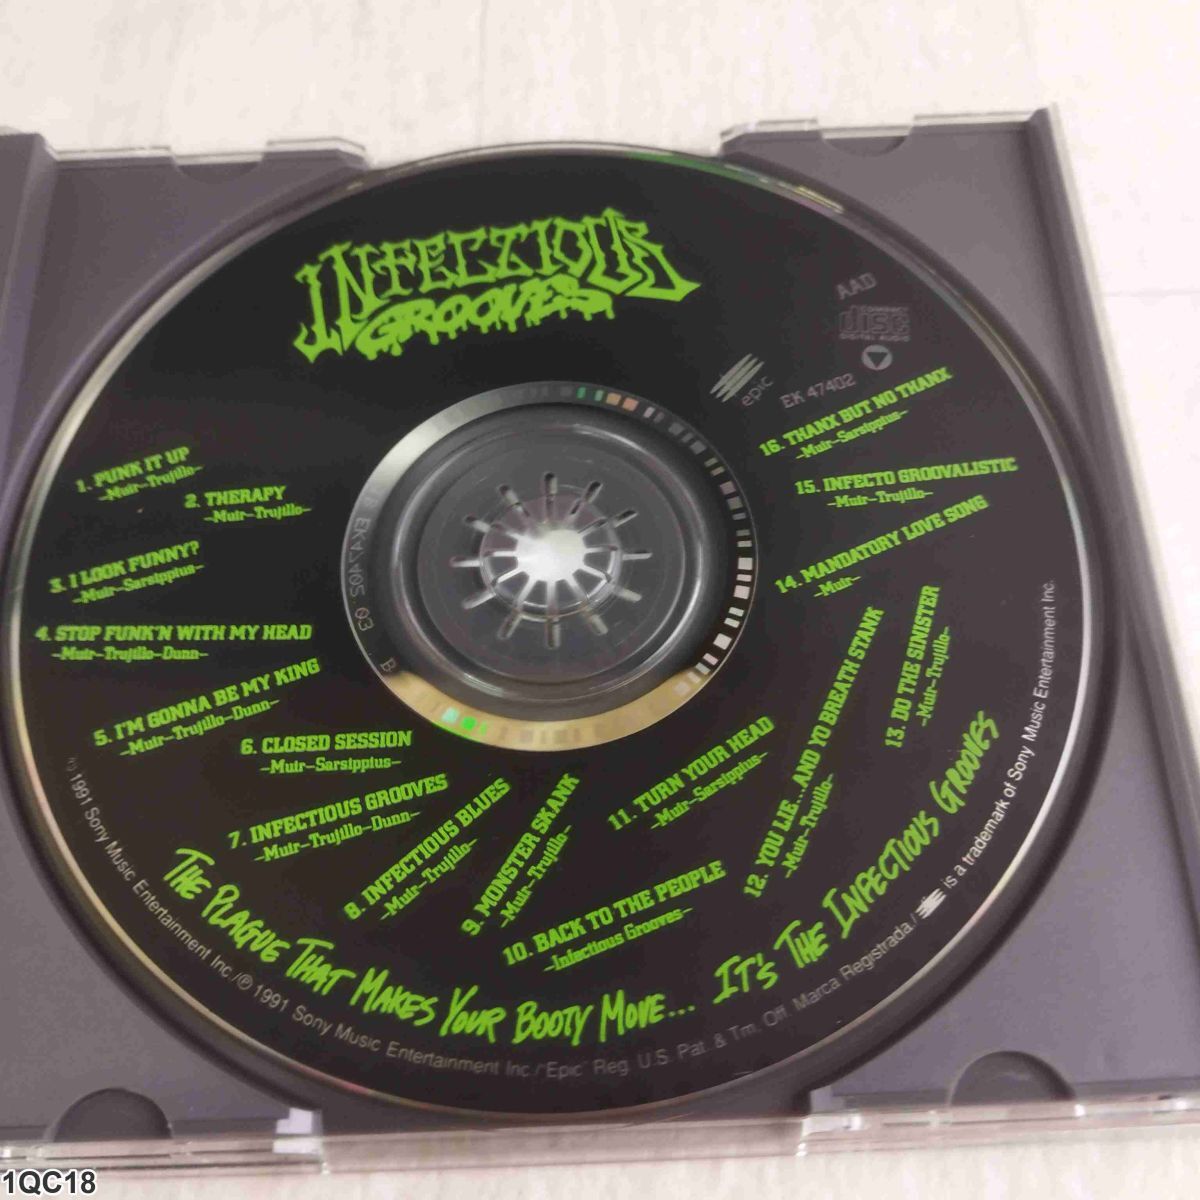 INFECTIOUS
GROOVES
AAD
COMPACT
disc
DIGITAL AUDIO
epic
EK 47402
1. PUNK IT UP
–Muir–Trujillo–
2. THERAPY
–Muir–Trujillo–
3. I LOOK FUNNY?
–Muir–Sarsippius–
4. STOP FUNK'N WITH MY HEAD
–Muir–Trujillo–Dunn–
5. I'M GONNA BE MY KING
–Muir–Trujillo–Dunn–
6. CLOSED SESSION
–Muir–Sarsippius–
7. INFECTIOUS GROOVES
–Muir–Trujillo–Dunn–
8. INFECTIOUS BLUES
–Muir–Trujillo–
9. MONSTER SKANK
–Muir–Trujillo–
10. BACK TO THE PEOPLE
–Infectious Grooves–
11. TURN YOUR HEAD
–Muir–Sarsippius–
12. YOU LIE...AND YO BREATH STANK
–Muir–Trujillo–
13. DO THE SINISTER
–Muir–Trujillo–
14. MANDATORY LOVE SONG
–Muir–
15. INFECTO GROOVALISTIC
–Muir–Trujillo–
16. THANX BUT NO THANX
–Muir–Sarsippius–
THE PLAGUE THAT MAKES YOUR BOOTY MOVE... IT'S THE INFECTIOUS GROOVES
© 1991 Sony Music Entertainment Inc./℗ 1991 Sony Music Entertainment Inc./"Epic" Reg. U.S. Pat. & Tm. Off. Marca Registrada./ is a trademark of Sony Music Entertainment Inc.
EK47402 03 B
1QC18